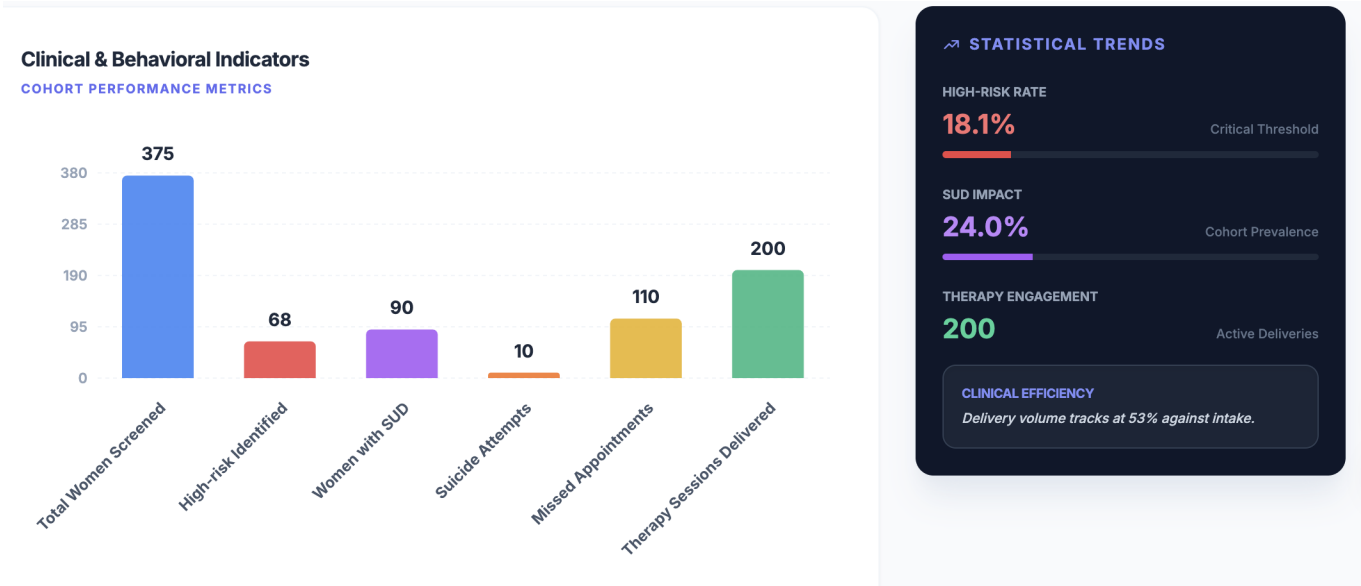 Clinical & Behavioral Indicators
COHORT PERFORMANCE METRICS
375
380
285
190
95
0
68
90
10
110
200
Total Women Screened
High-risk Identified
Women with SUD
Suicide Attempts
Missed Appointments
Therapy Sessions Delivered
STATISTICAL TRENDS
HIGH-RISK RATE
18.1%
Critical Threshold
SUD IMPACT
24.0%
Cohort Prevalence
THERAPY ENGAGEMENT
200
Active Deliveries
CLINICAL EFFICIENCY
Delivery volume tracks at 53% against intake.